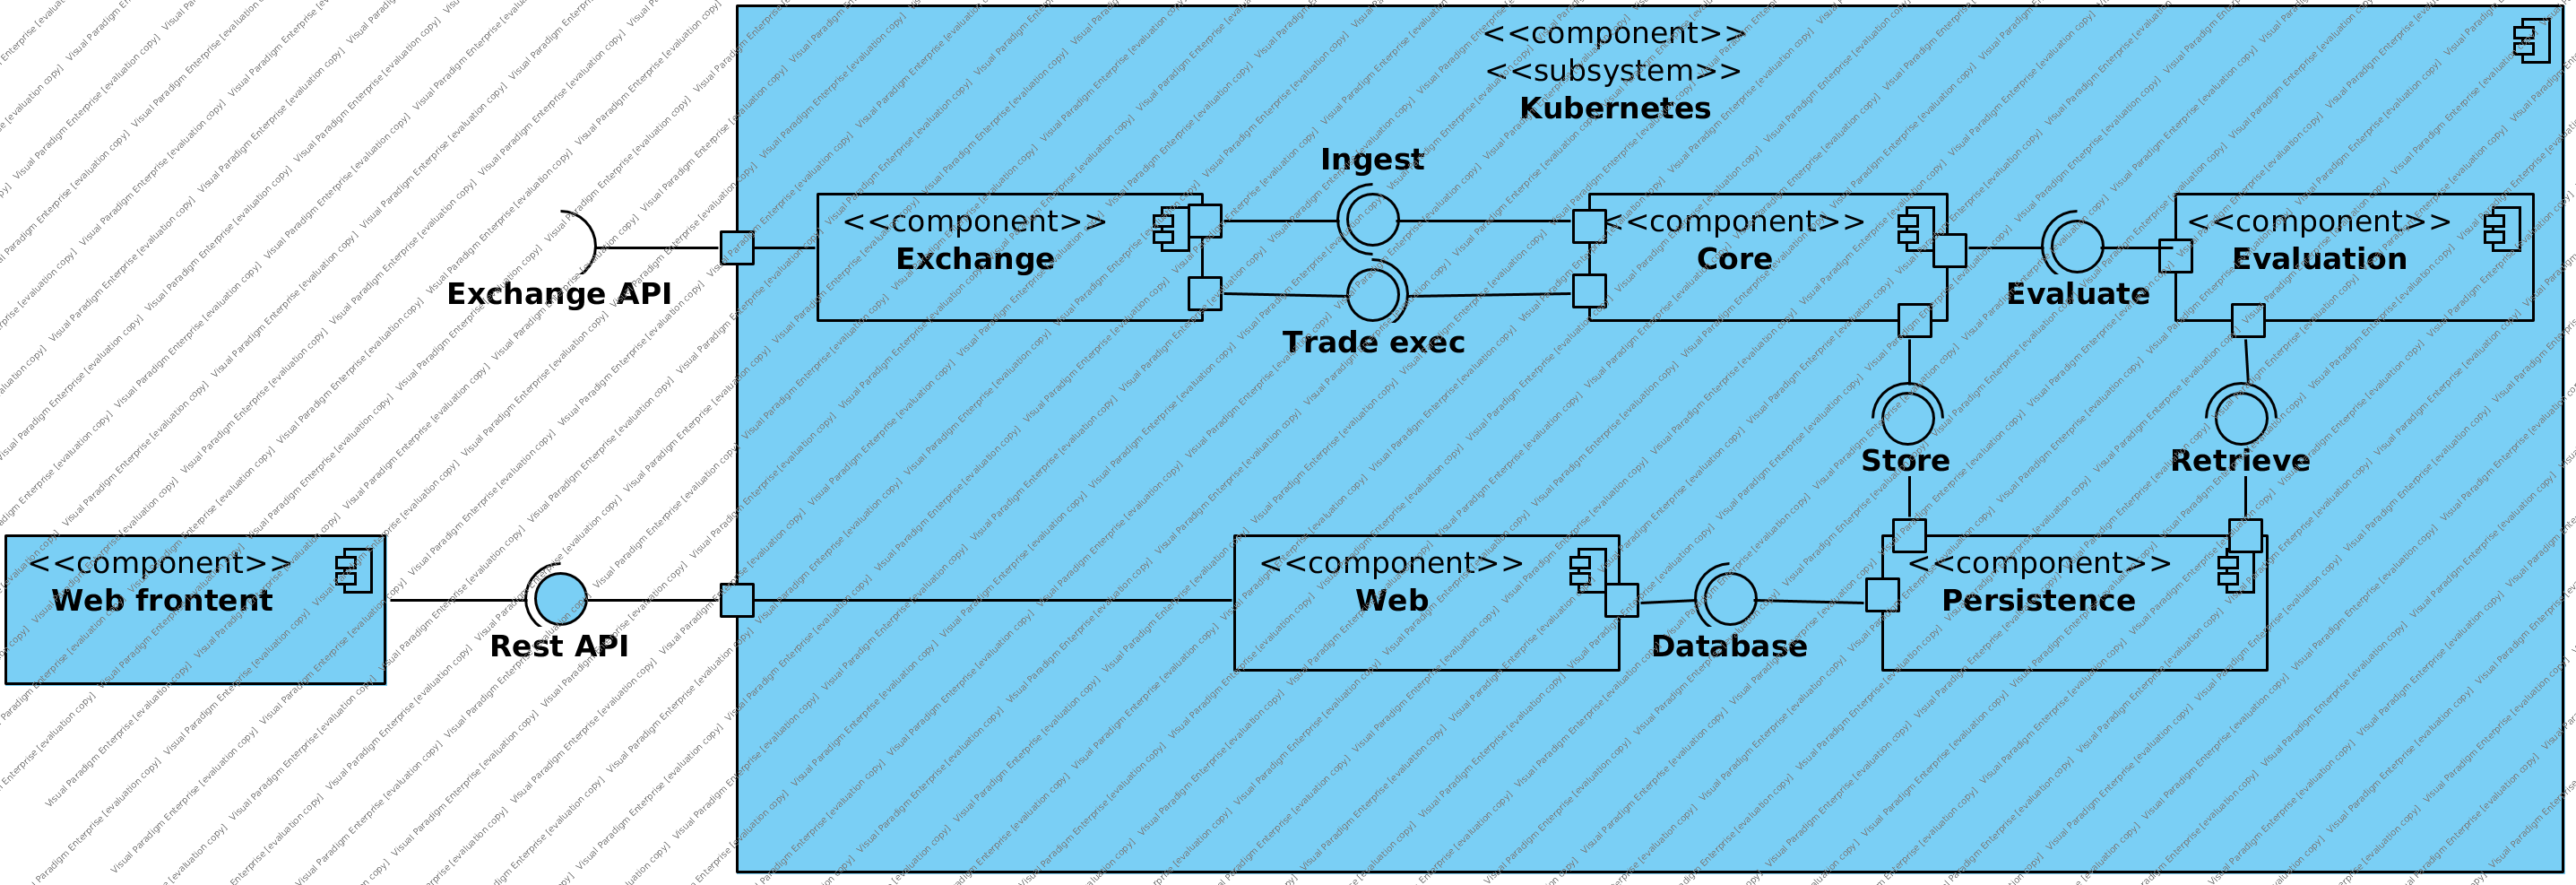 <<component>>
<<subsystem>>
Kubernetes
Ingest
<<component>>
Exchange
<<component>>
Core
<<component>>
Evaluation
Exchange API
Evaluate
Trade exec
Store
Retrieve
<<component>>
Web frontent
Rest API
<<component>>
Web
Database
<<component>>
Persistence
Visual Paradigm Enterprise [evaluation copy]